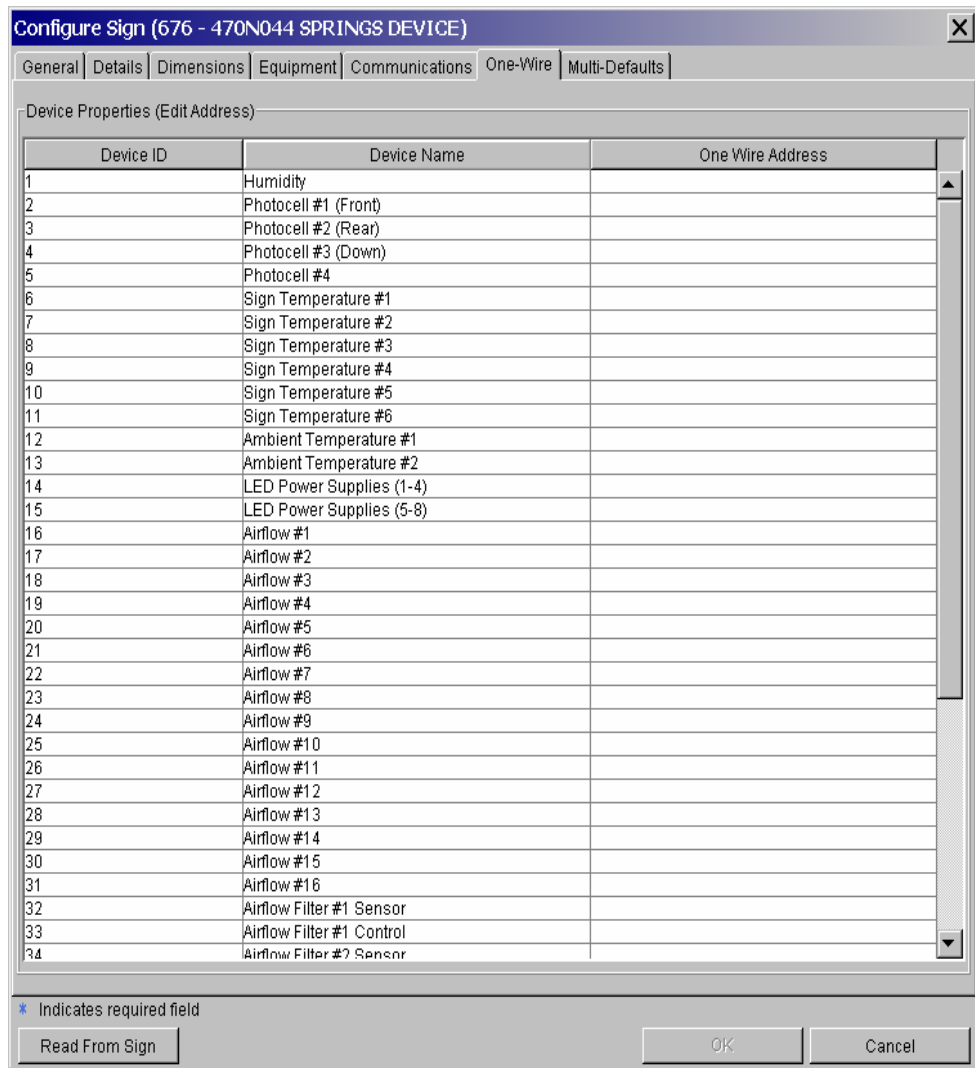 Configure Sign (676 - 470N044 SPRINGS DEVICE)
General Details Dimensions Equipment Communications One-Wire Multi-Defaults
Device Properties (Edit Address)
Device ID Device Name One Wire Address
1 Humidity
2 Photocell #1 (Front)
3 Photocell #2 (Rear)
4 Photocell #3 (Down)
5 Photocell #4
6 Sign Temperature #1
7 Sign Temperature #2
8 Sign Temperature #3
9 Sign Temperature #4
10 Sign Temperature #5
11 Sign Temperature #6
12 Ambient Temperature #1
13 Ambient Temperature #2
14 LED Power Supplies (1-4)
15 LED Power Supplies (5-8)
16 Airflow #1
17 Airflow #2
18 Airflow #3
19 Airflow #4
20 Airflow #5
21 Airflow #6
22 Airflow #7
23 Airflow #8
24 Airflow #9
25 Airflow #10
26 Airflow #11
27 Airflow #12
28 Airflow #13
29 Airflow #14
30 Airflow #15
31 Airflow #16
32 Airflow Filter #1 Sensor
33 Airflow Filter #1 Control
34 Airflow Filter #2 Sensor
* Indicates required field
Read From Sign OK Cancel